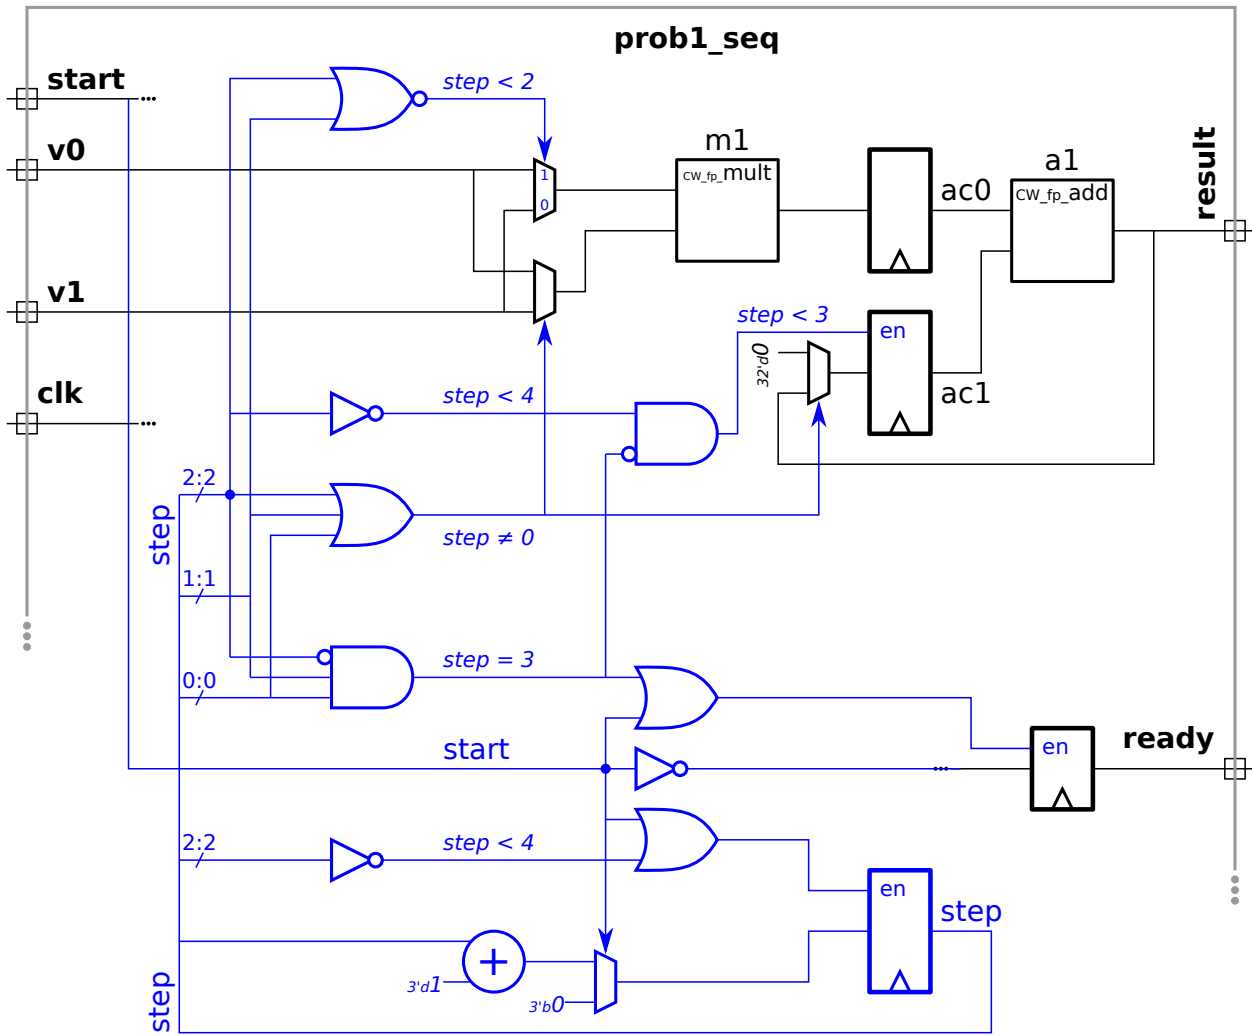 prob1_seq
start
...
step < 2
v0
1
0
m1
CW_fp_mult
ac0
a1
CW_fp_add
result
v1
step < 3
en
32'd0
ac1
clk
...
step < 4
2:2
step
step ≠ 0
1:1
step = 3
0:0
start
...
en
ready
2:2
step < 4
en
step
3'd1
3'b0
step